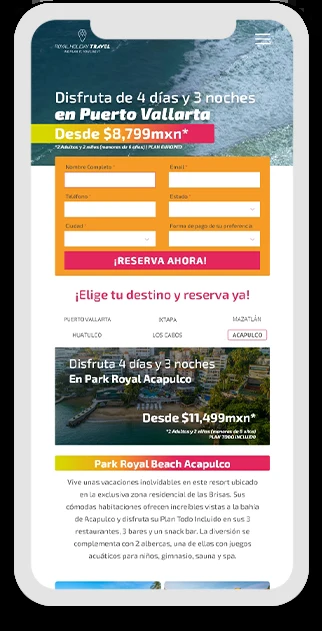 ROYAL HOLIDAY TRAVEL
Disfruta de 4 días y 3 noches
en Puerto Vallarta
Desde $8,799mxn*
*2 Adultos y 2 niños (menores de 6 años) | PLAN EUROPEO
Nombre Completo * Email *
Teléfono * Estado *
Ciudad * Forma de pago de su preferencia
¡RESERVA AHORA!
¡Elige tu destino y reserva ya!
PUERTO VALLARTA IXTAPA MAZATLÁN
HUATULCO LOS CABOS ACAPULCO
Disfruta 4 días y 3 noches
En Park Royal Acapulco
Desde $11,499mxn*
*2 Adultos y 2 niños (menores de 6 años)
PLAN TODO INCLUIDO
Park Royal Beach Acapulco
Vive unas vacaciones inolvidables en este resort ubicado
en la exclusiva zona residencial de las Brisas. Sus
cómodas habitaciones ofrecen increíbles vistas a la bahía
de Acapulco y disfruta su Plan Todo Incluido en sus 3
restaurantes, 3 bares y un snack bar. La diversión se
complementa con 2 albercas, una de ellas con juegos
acuáticos para niños, gimnasio, sauna y spa.